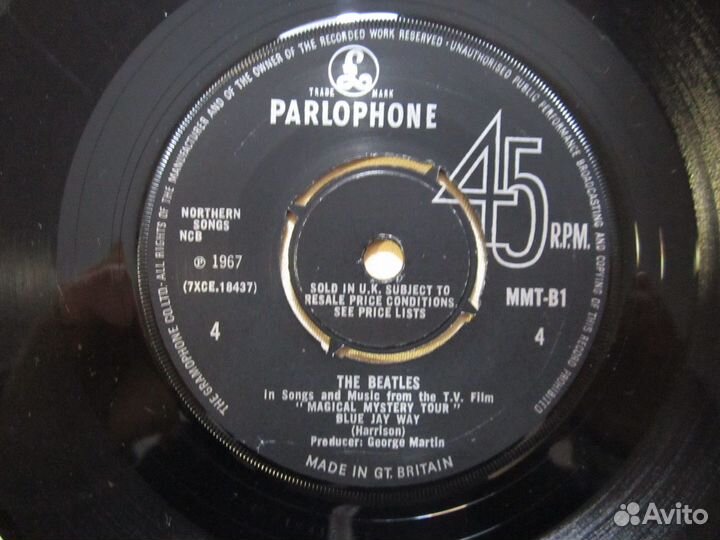 THE GRAMOPHONE CO.LTD.·ALL RIGHTS OF THE MANUFACTURER AND OF THE OWNER OF THE RECORDED WORK RESERVED·UNAUTHORISED PUBLIC PERFORMANCE BROADCASTING AND COPYING OF THIS RECORD PROHIBITED
£
TRADE MARK
PARLOPHONE
45
R.P.M.
NORTHERN
SONGS
NCB
℗ 1967
(7XCE.18437)
4
SOLD IN U.K. SUBJECT TO
RESALE PRICE CONDITIONS,
SEE PRICE LISTS
MMT-B1
4
THE BEATLES
in Songs and Music from the T.V. Film
"MAGICAL MYSTERY TOUR"
BLUE JAY WAY
(Harrison)
Producer: George Martin
MADE IN GT. BRITAIN
Avito